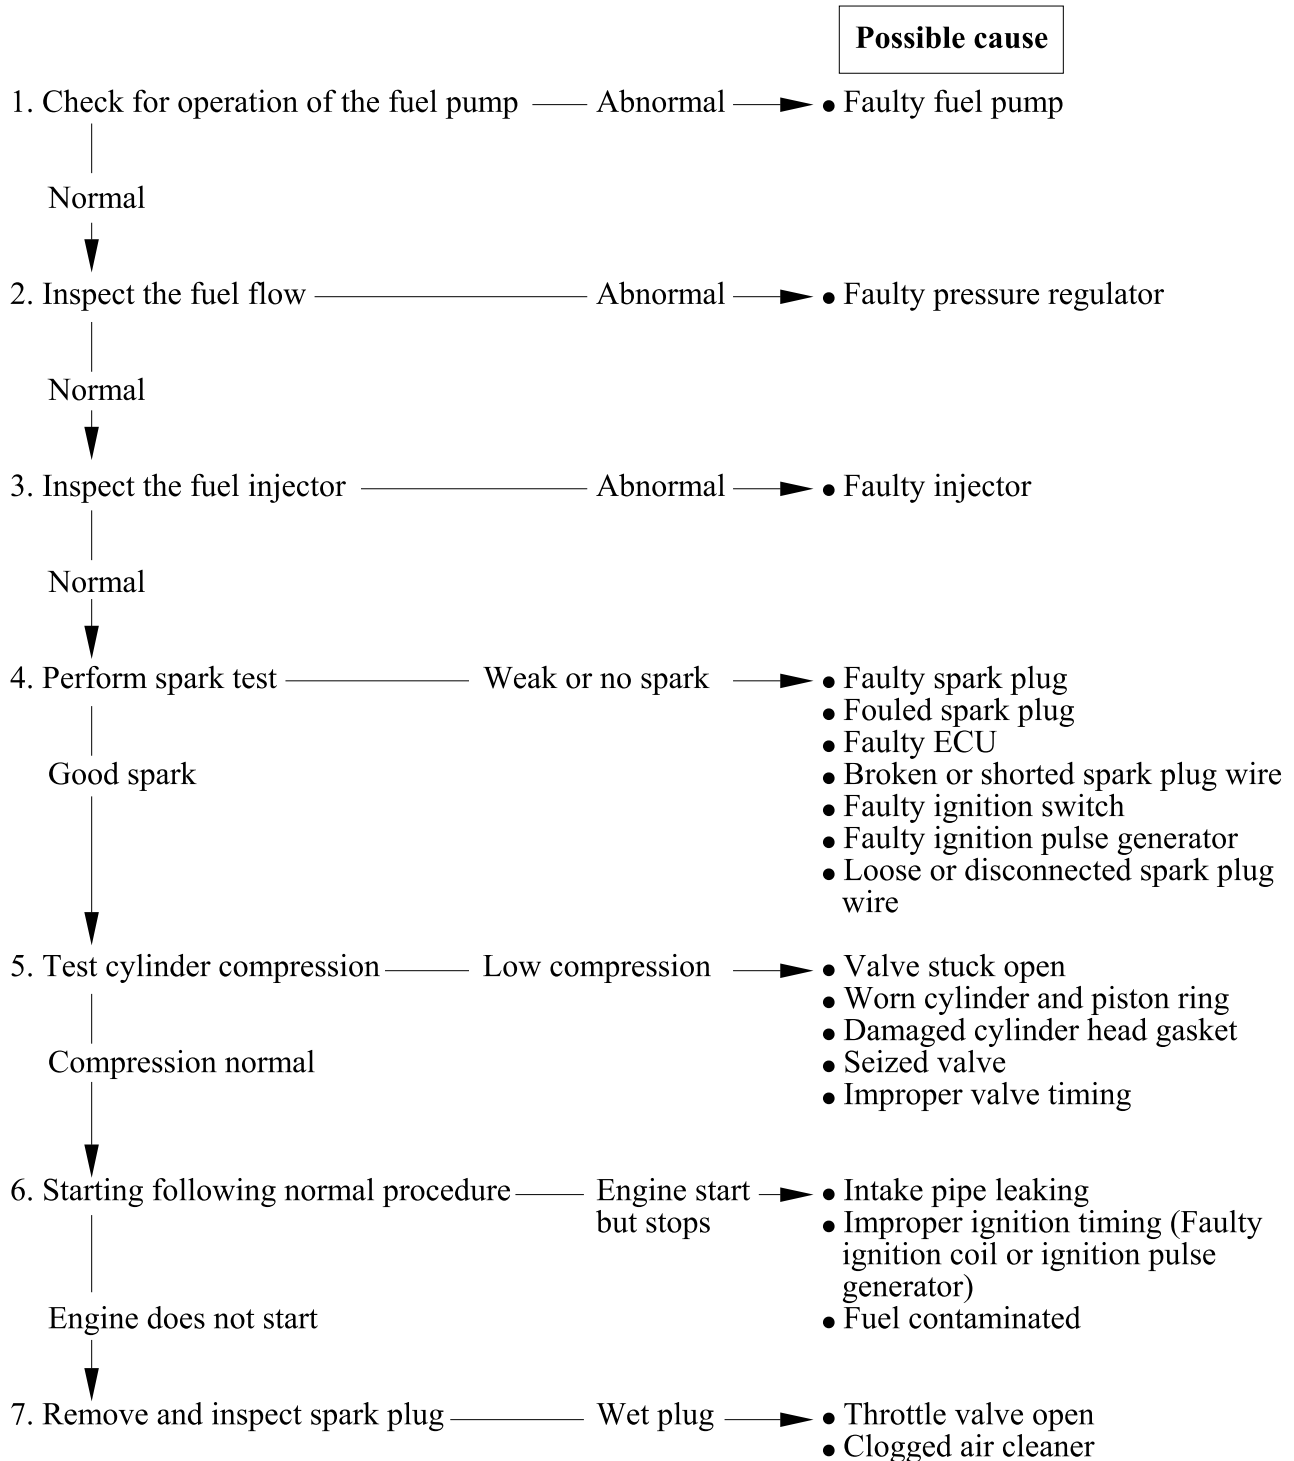 Possible cause
1. Check for operation of the fuel pump Abnormal ● Faulty fuel pump
Normal
2. Inspect the fuel flow Abnormal ● Faulty pressure regulator
Normal
3. Inspect the fuel injector Abnormal ● Faulty injector
Normal
4. Perform spark test Weak or no spark ● Faulty spark plug
● Fouled spark plug
● Faulty ECU
Good spark ● Broken or shorted spark plug wire
● Faulty ignition switch
● Faulty ignition pulse generator
● Loose or disconnected spark plug
wire
5. Test cylinder compression Low compression ● Valve stuck open
● Worn cylinder and piston ring
● Damaged cylinder head gasket
Compression normal ● Seized valve
● Improper valve timing
6. Starting following normal procedure Engine start ● Intake pipe leaking
but stops ● Improper ignition timing (Faulty
ignition coil or ignition pulse
generator)
Engine does not start ● Fuel contaminated
7. Remove and inspect spark plug Wet plug ● Throttle valve open
● Clogged air cleaner